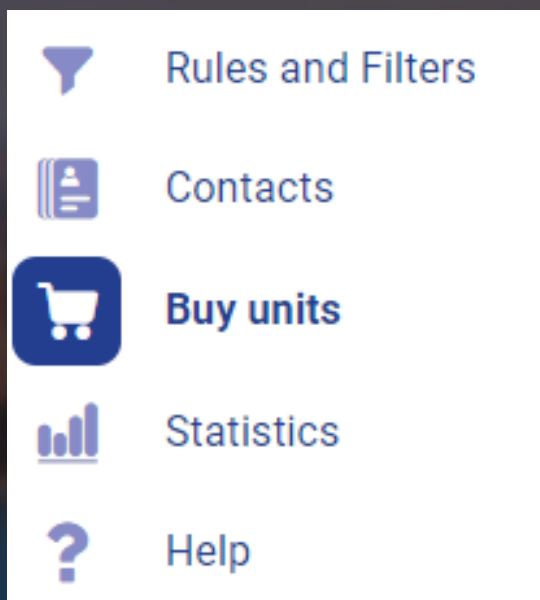 Rules and Filters
Contacts
Buy units
Statistics
Help